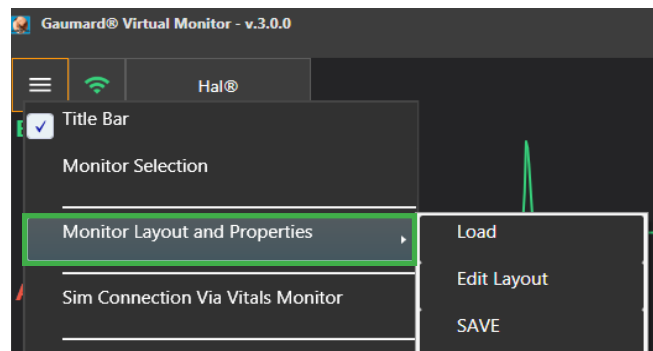 Gaumard® Virtual Monitor - v.3.0.0
Hal®
Title Bar
Monitor Selection
Monitor Layout and Properties
Load
Edit Layout
Sim Connection Via Vitals Monitor
SAVE